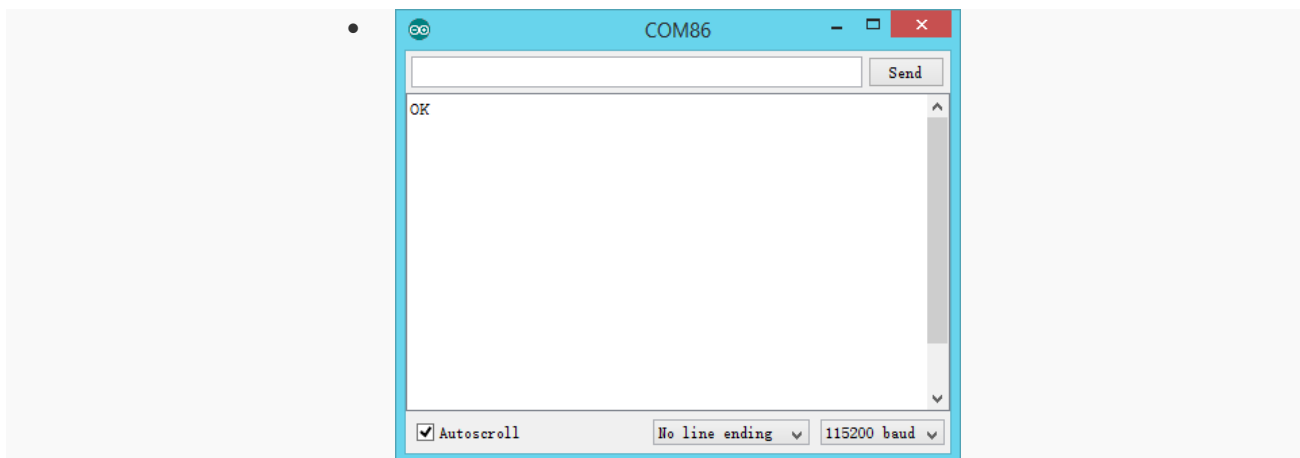 COM86
Send
OK
Autoscroll
No line ending
115200 baud